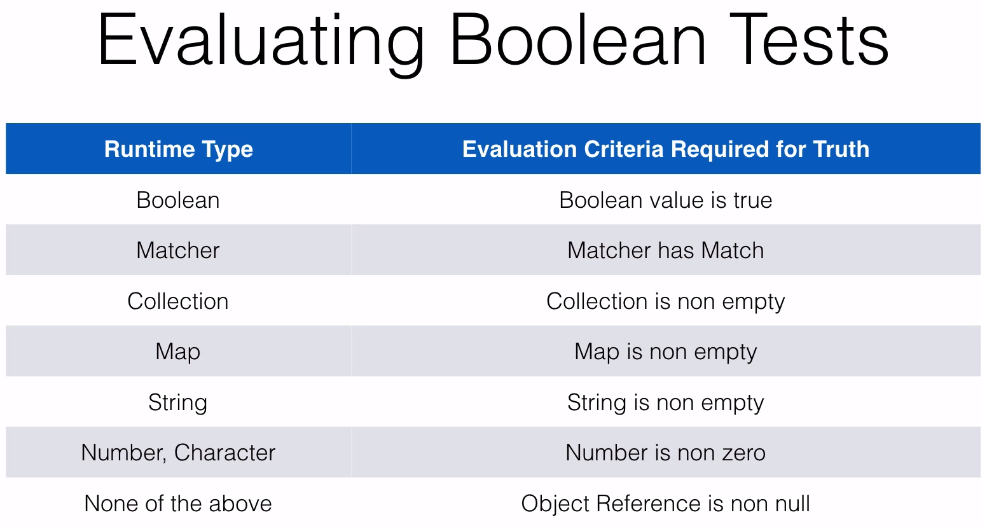 Evaluating Boolean Tests
Runtime Type Evaluation Criteria Required for Truth
Boolean Boolean value is true
Matcher Matcher has Match
Collection Collection is non empty
Map Map is non empty
String String is non empty
Number, Character Number is non zero
None of the above Object Reference is non null